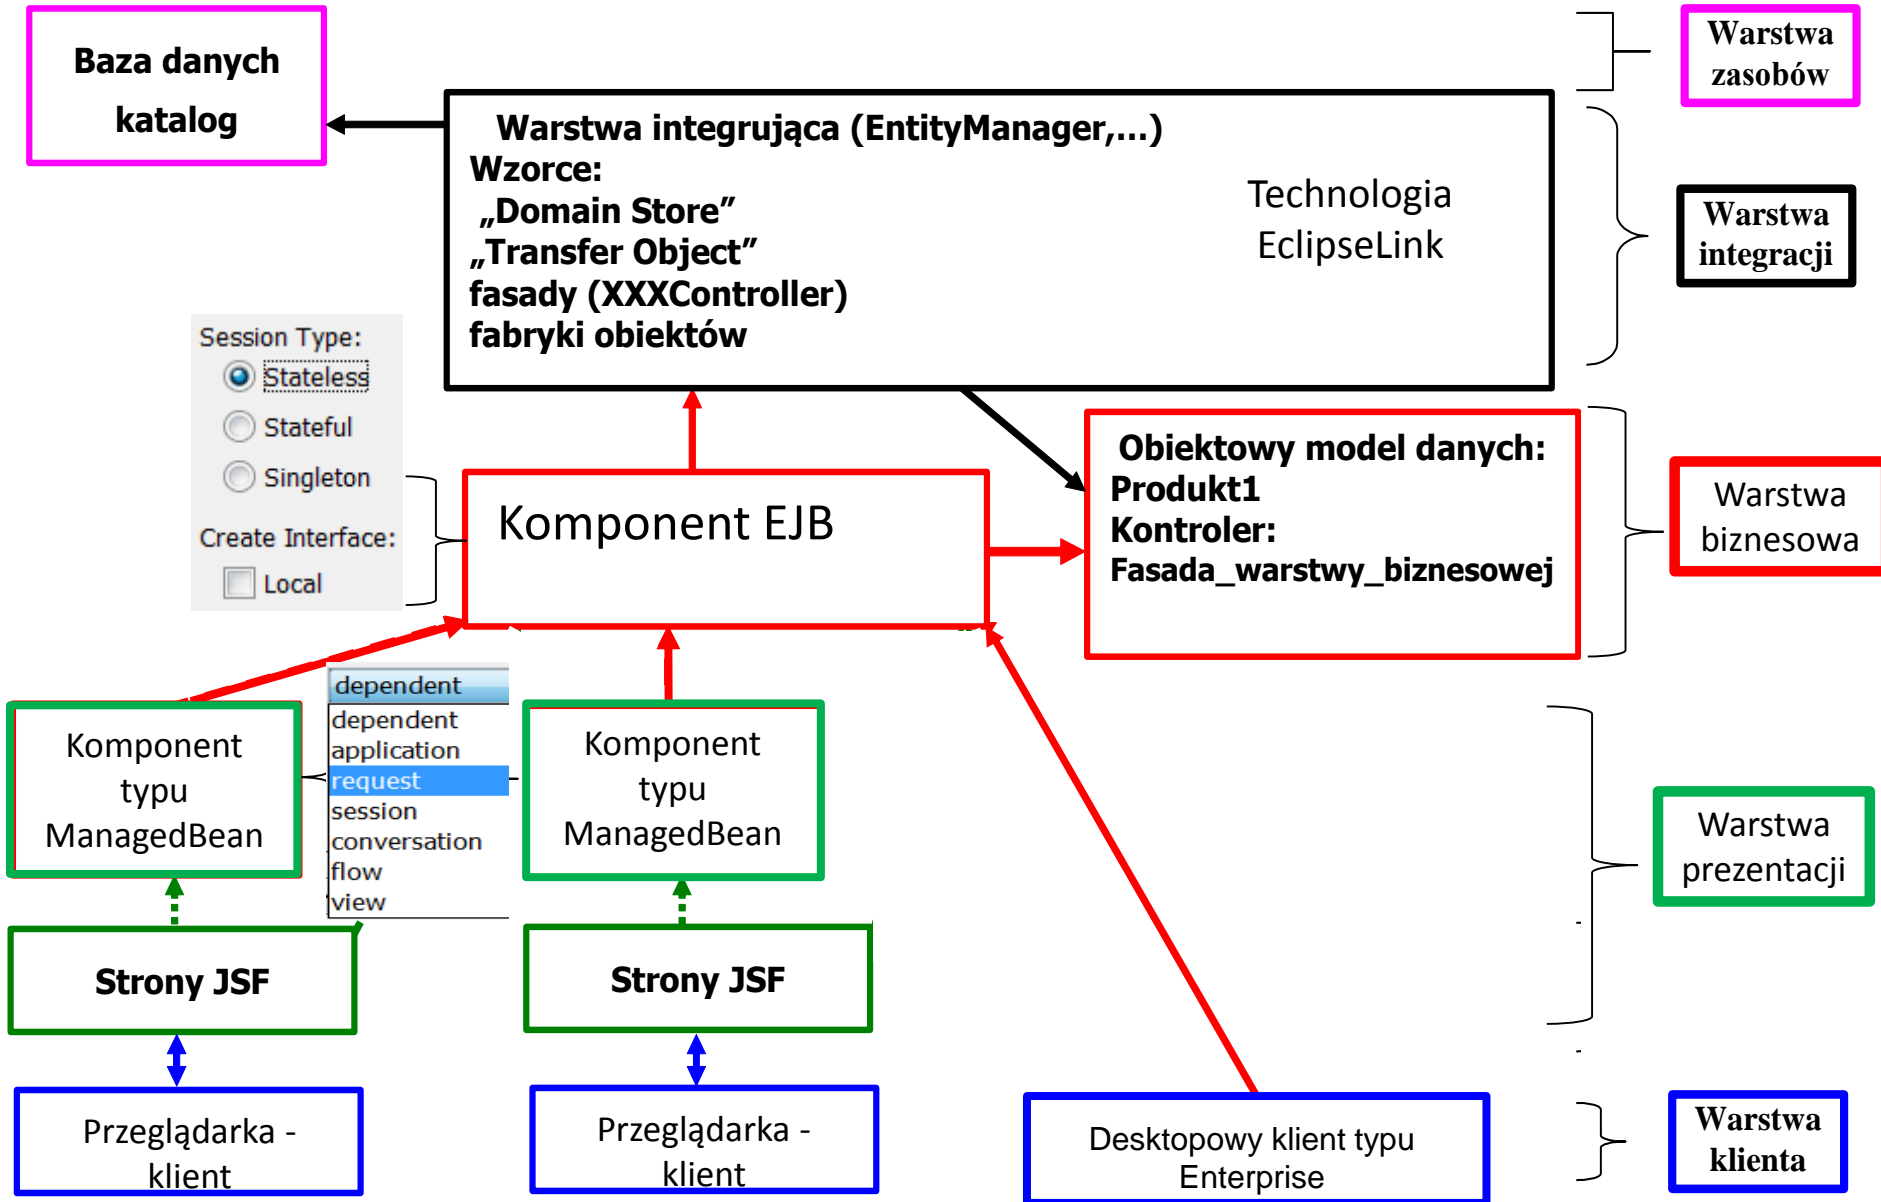 Baza danych
katalog
Warstwa
zasobów
Warstwa integrująca (EntityManager,...)
Wzorce:
„Domain Store”
„Transfer Object”
fasady (XXXController)
fabryki obiektów
Technologia
EclipseLink
Warstwa
integracji
Session Type:
Stateless
Stateful
Singleton
Create Interface:
Local
Komponent EJB
Obiektowy model danych:
Produkt1
Kontroler:
Fasada_warstwy_biznesowej
Warstwa
biznesowa
Komponent
typu
ManagedBean
dependent
dependent
application
request
session
conversation
flow
view
Komponent
typu
ManagedBean
Warstwa
prezentacji
Strony JSF
Strony JSF
Przeglądarka -
klient
Przeglądarka -
klient
Desktopowy klient typu
Enterprise
Warstwa
klienta